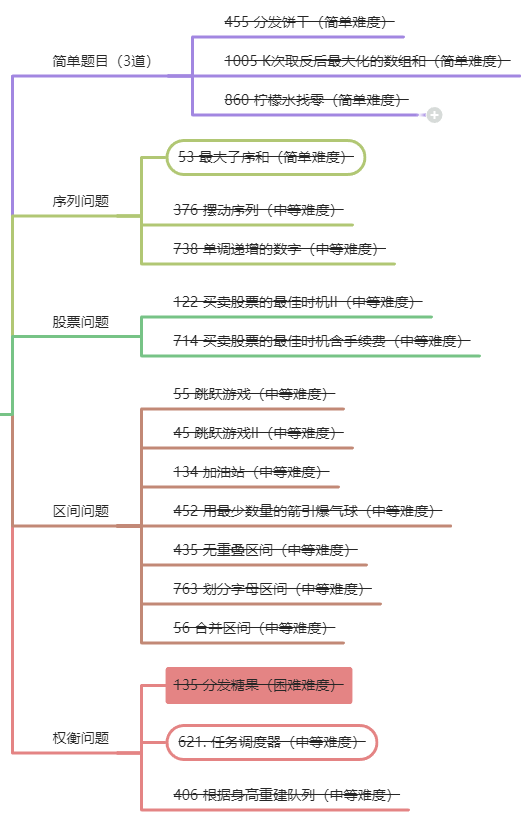 简单题目（3道）
455 分发饼干（简单难度）
1005 K次取反后最大化的数组和（简单难度）
860 柠檬水找零（简单难度）
序列问题
53 最大子序和（简单难度）
376 摆动序列（中等难度）
738 单调递增的数字（中等难度）
股票问题
122 买卖股票的最佳时机II（中等难度）
714 买卖股票的最佳时机含手续费（中等难度）
区间问题
55 跳跃游戏（中等难度）
45 跳跃游戏II（中等难度）
134 加油站（中等难度）
452 用最少数量的箭引爆气球（中等难度）
435 无重叠区间（中等难度）
763 划分字母区间（中等难度）
56 合并区间（中等难度）
权衡问题
135 分发糖果（困难难度）
621. 任务调度器（中等难度）
406 根据身高重建队列（中等难度）